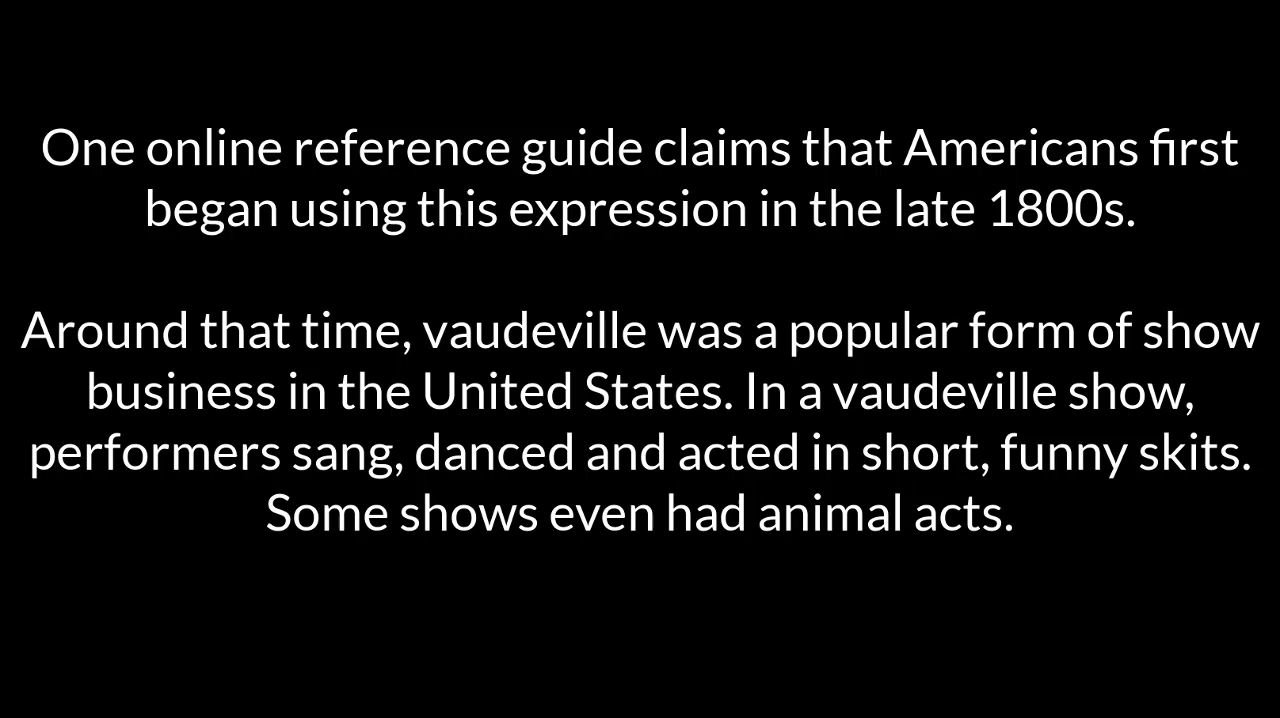 One online reference guide claims that Americans first
began using this expression in the late 1800s.
Around that time, vaudeville was a popular form of show
business in the United States. In a vaudeville show,
performers sang, danced and acted in short, funny skits.
Some shows even had animal acts.